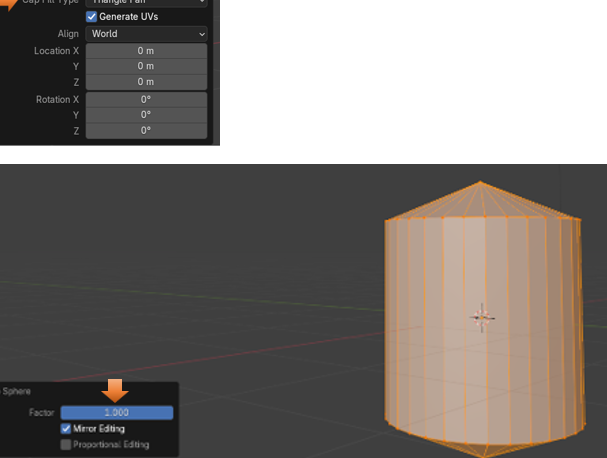 Cap Fill Type Triangle Fan
Generate UVs
Align World
Location X 0 m
Y 0 m
Z 0 m
Rotation X 0°
Y 0°
Z 0°
Sphere
Factor 1.000
Mirror Editing
Proportional Editing